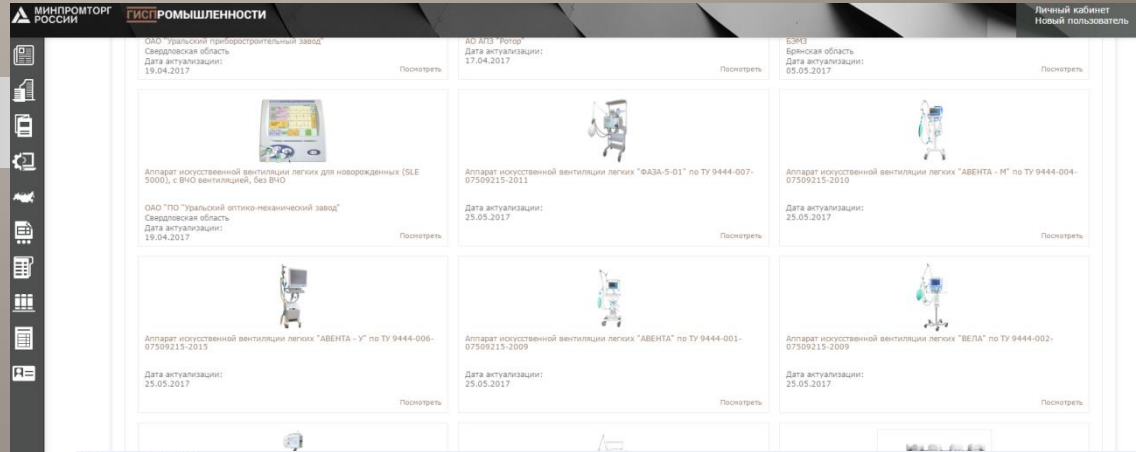 МИНПРОМТОРГ
РОССИИ
ГИСПРОМЫШЛЕННОСТИ
Личный кабинет
Новый пользователь
ОАО "Уральский приборостроительный завод"
Свердловская область
Дата актуализации:
19.04.2017
Посмотреть
АО АПЗ "Ротор"
Дата актуализации:
17.04.2017
Посмотреть
БЭМЗ
Брянская область
Дата актуализации:
05.05.2017
Посмотреть
Аппарат искусственной вентиляции легких для новорожденных (SLE
5000), с ВЧО вентиляцией, без ВЧО
ОАО "ПО "Уральский оптико-механический завод"
Свердловская область
Дата актуализации:
19.04.2017
Посмотреть
Аппарат искусственной вентиляции легких "ФАЗА-5-01" по ТУ 9444-007-
07509215-2011
Дата актуализации:
25.05.2017
Посмотреть
Аппарат искусственной вентиляции легких "АВЕНТА - М" по ТУ 9444-004-
07509215-2010
Дата актуализации:
25.05.2017
Посмотреть
Аппарат искусственной вентиляции легких "АВЕНТА - У" по ТУ 9444-006-
07509215-2015
Дата актуализации:
25.05.2017
Посмотреть
Аппарат искусственной вентиляции легких "АВЕНТА" по ТУ 9444-001-
07509215-2009
Дата актуализации:
25.05.2017
Посмотреть
Аппарат искусственной вентиляции легких "ВЕЛА" по ТУ 9444-002-
07509215-2009
Дата актуализации:
25.05.2017
Посмотреть